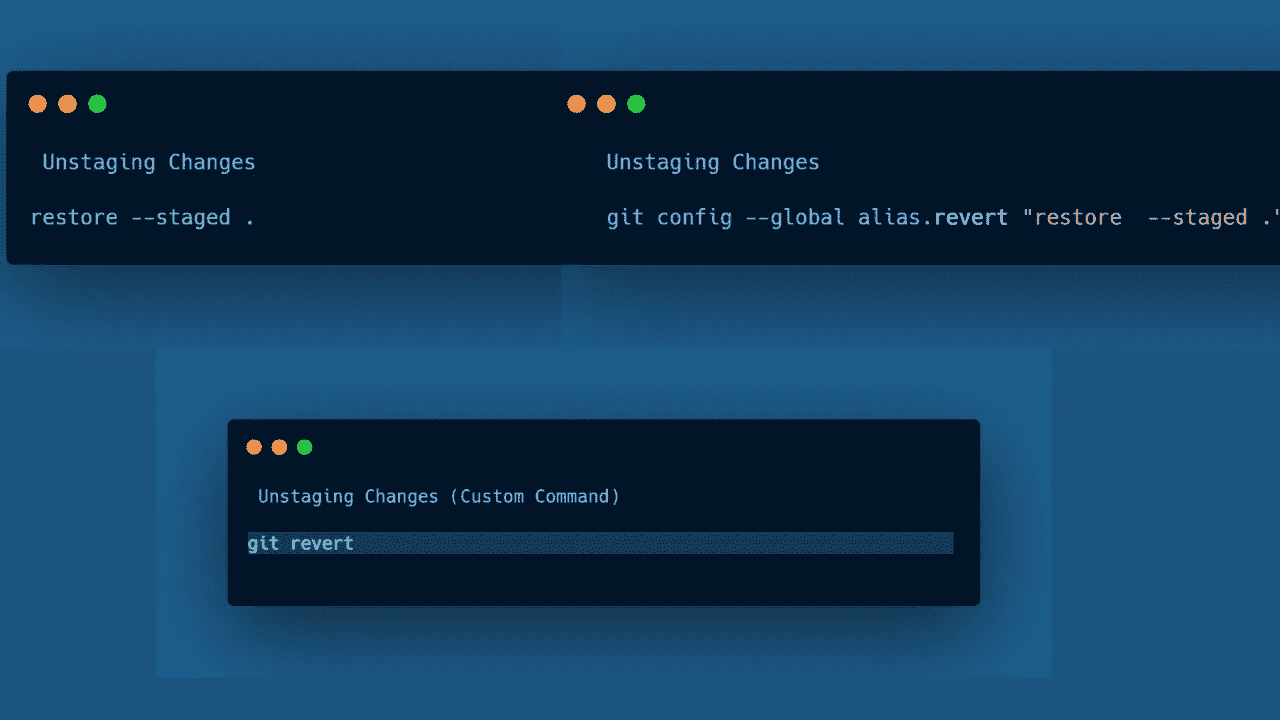 Unstaging Changes
restore --staged .
Unstaging Changes
git config --global alias.revert "restore  --staged ."
Unstaging Changes (Custom Command)
git revert